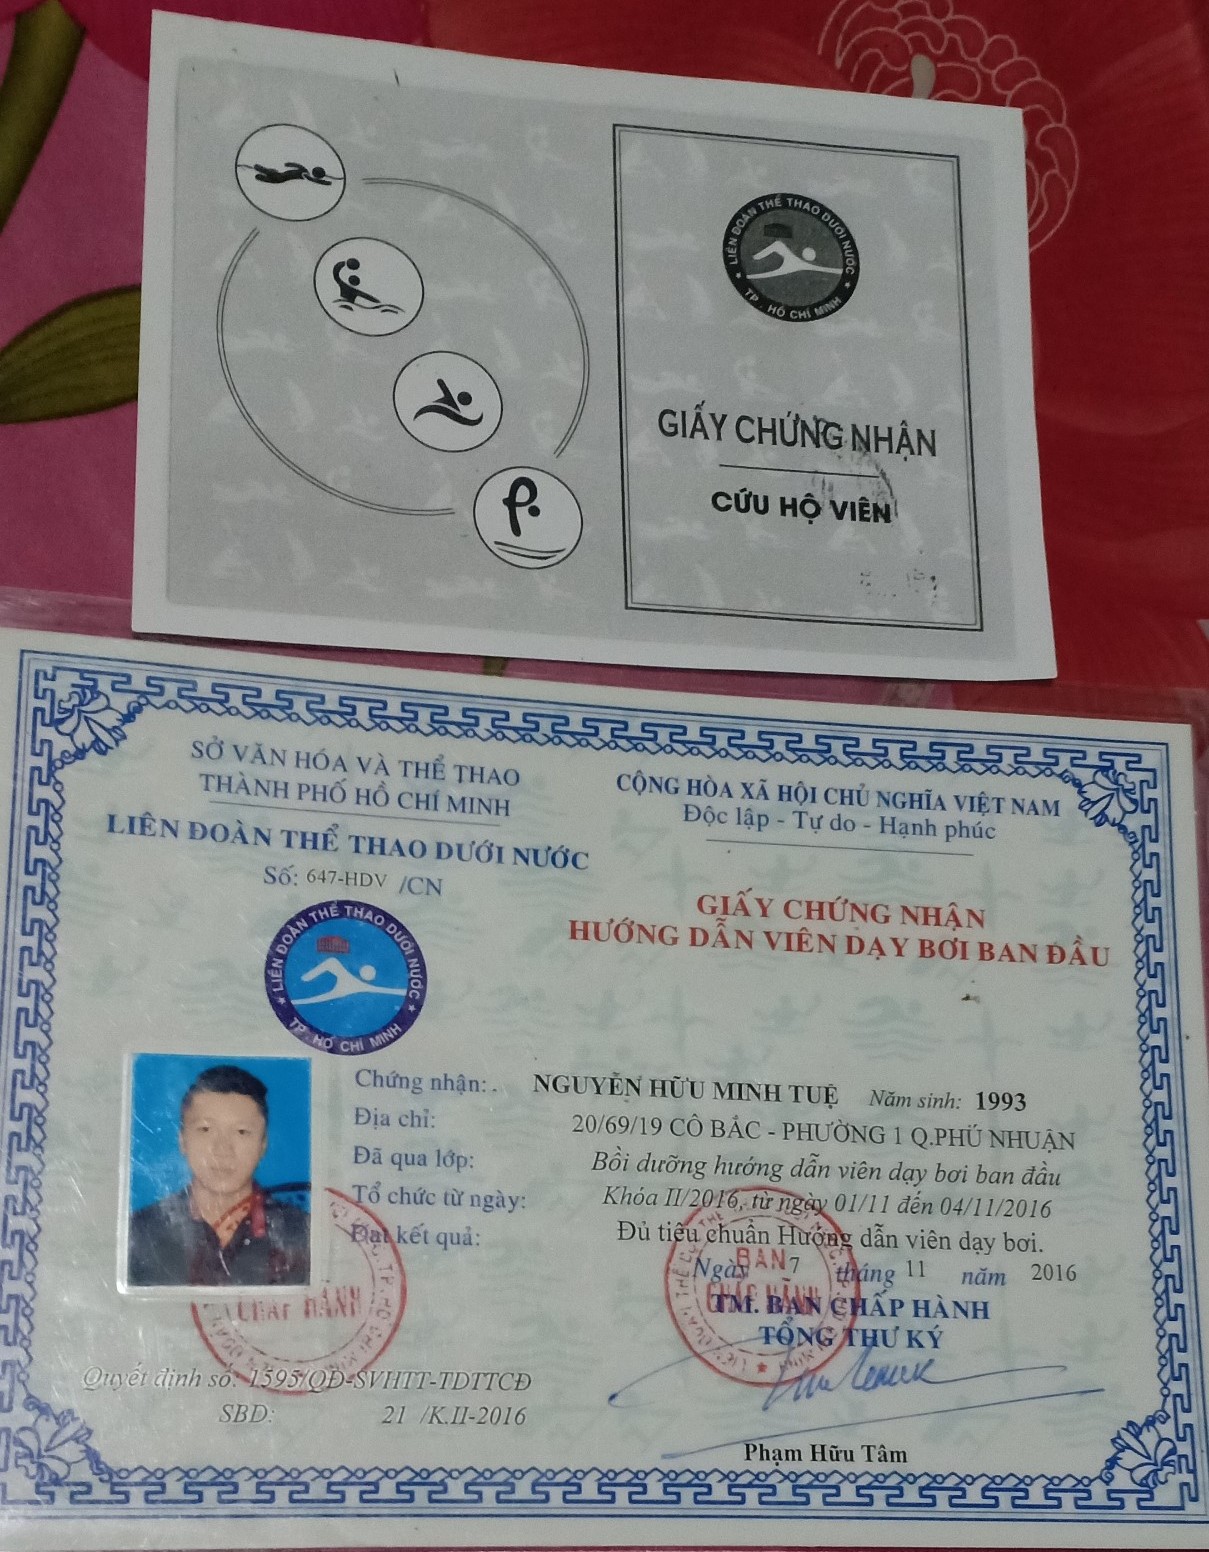 LIÊN ĐOÀN THỂ THAO DƯỚI NƯỚC
TP. HỒ CHÍ MINH
GIẤY CHỨNG NHẬN
CỨU HỘ VIÊN
SỞ VĂN HÓA VÀ THỂ THAO
THÀNH PHỐ HỒ CHÍ MINH
LIÊN ĐOÀN THỂ THAO DƯỚI NƯỚC
Số: 647-HDV /CN
CỘNG HÒA XÃ HỘI CHỦ NGHĨA VIỆT NAM
Độc lập - Tự do - Hạnh phúc
GIẤY CHỨNG NHẬN
HƯỚNG DẪN VIÊN DẠY BƠI BAN ĐẦU
LIÊN ĐOÀN THỂ THAO DƯỚI NƯỚC
TP. HỒ CHÍ MINH
Chứng nhận: NGUYỄN HỮU MINH TUỆ Năm sinh: 1993
Địa chỉ: 20/69/19 CÔ BẮC - PHƯỜNG 1 Q.PHÚ NHUẬN
Đã qua lớp: Bồi dưỡng hướng dẫn viên dạy bơi ban đầu
Tổ chức từ ngày: Khóa II/2016, từ ngày 01/11 đến 04/11/2016
Đạt kết quả: Đủ tiêu chuẩn Hướng dẫn viên dạy bơi.
Ngày 7 tháng 11 năm 2016
TM. BAN CHẤP HÀNH
TỔNG THƯ KÝ
BAN
CHẤP HÀNH
CHẤP HÀNH
Quyết định số: 1595/QĐ-SVHTT-TDTTCĐ
SBD: 21 /K.II-2016
Phạm Hữu Tâm